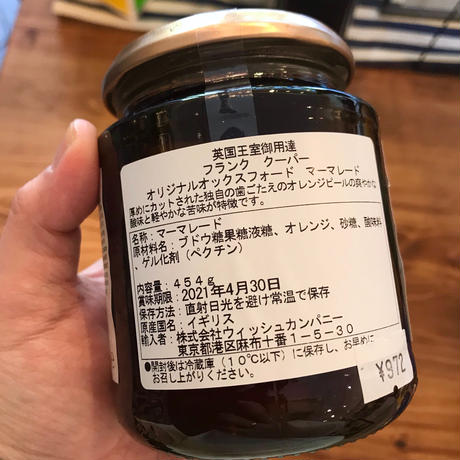 英国王室御用達
フランク クーパー
オリジナルオックスフォード マーマレード
厚めにカットされた独自の歯ごたえのオレンジピールの爽やかな
酸味と軽やかな苦味が特徴です。
名称：マーマレード
原材料名：ブドウ糖果糖液糖、オレンジ、砂糖、酸味料
、ゲル化剤（ペクチン）
内容量：４５４ｇ
賞味期限：2021年4月30日
保存方法：直射日光を避け常温で保存
原産国名：イギリス
輸入者：株式会社ウィッシュカンパニー
東京都港区麻布十番１－５－３０
●開封後は冷蔵庫（１０℃以下）に保存し、お早めに
お召し上がりください。
¥972